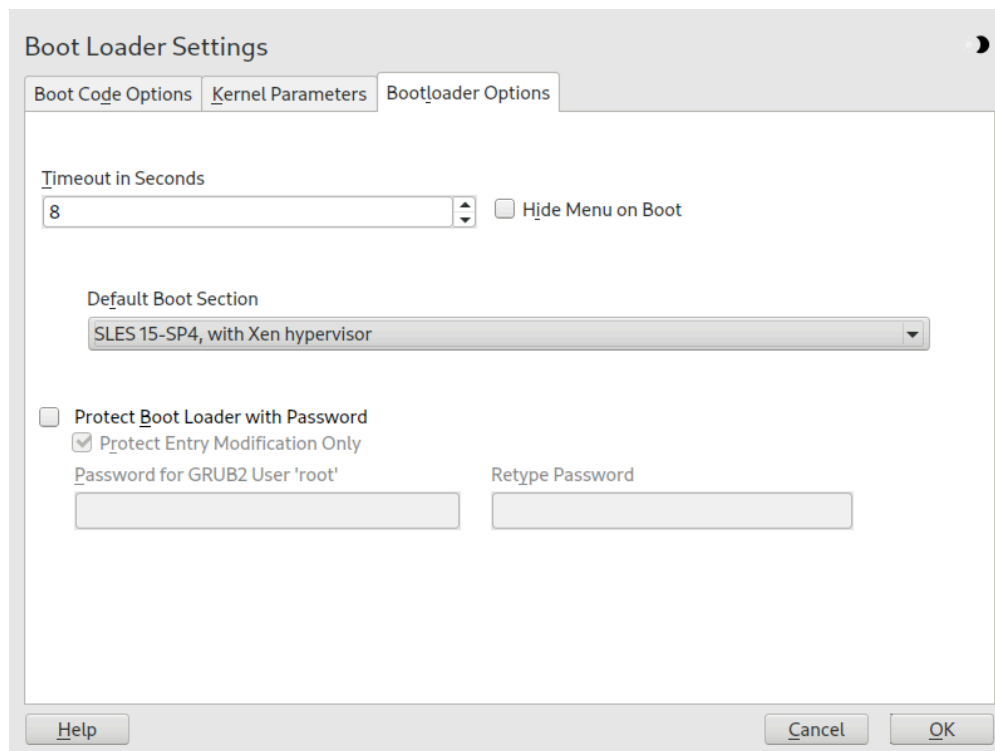 Boot Loader Settings
Boot Code Options Kernel Parameters Bootloader Options
Timeout in Seconds
8 Hide Menu on Boot
Default Boot Section
SLES 15-SP4, with Xen hypervisor
Protect Boot Loader with Password
Protect Entry Modification Only
Password for GRUB2 User 'root' Retype Password
Help Cancel OK